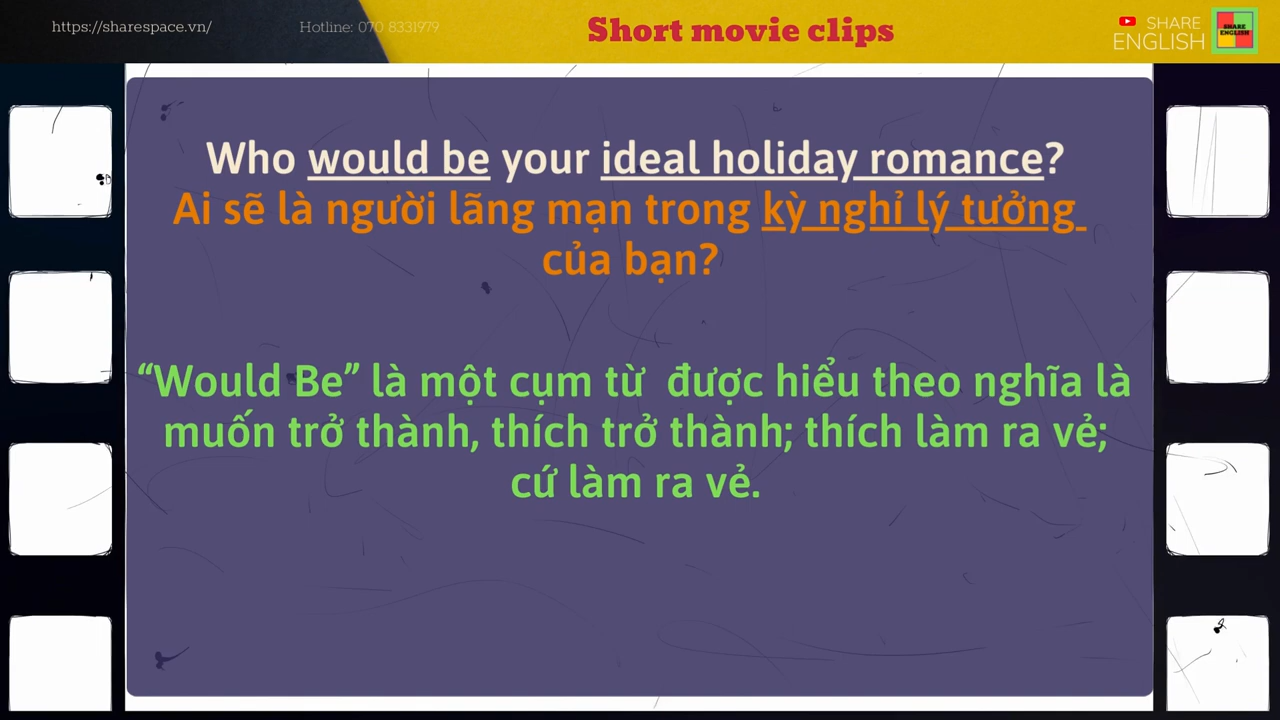 https://sharespace.vn/
Hotline: 070 8331979
Short movie clips
SHARE
ENGLISH
SHARE
ENGLISH
Who would be your ideal holiday romance?
Ai sẽ là người lãng mạn trong kỳ nghỉ lý tưởng
của bạn?
“Would Be” là một cụm từ được hiểu theo nghĩa là
muốn trở thành, thích trở thành; thích làm ra vẻ;
cứ làm ra vẻ.